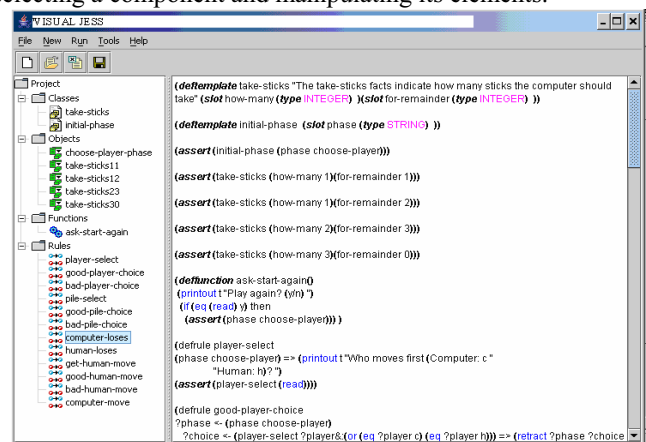 selecting a component and manipulating its elements.
VISUAL JESS
File New Run Tools Help
Project
Classes
take-sticks
initial-phase
Objects
choose-player-phase
take-sticks11
take-sticks12
take-sticks23
take-sticks30
Functions
ask-start-again
Rules
player-select
good-player-choice
bad-player-choice
pile-select
good-pile-choice
bad-pile-choice
computer-loses
human-loses
get-human-move
good-human-move
bad-human-move
computer-move
(deftemplate take-sticks "The take-sticks facts indicate how many sticks the computer should
take" (slot how-many (type INTEGER) )(slot for-remainder (type INTEGER) ))
(deftemplate initial-phase (slot phase (type STRING) ))
(assert (initial-phase (phase choose-player)))
(assert (take-sticks (how-many 1)(for-remainder 1)))
(assert (take-sticks (how-many 1)(for-remainder 2)))
(assert (take-sticks (how-many 2)(for-remainder 3)))
(assert (take-sticks (how-many 3)(for-remainder 0)))
(deffunction ask-start-again()
(printout t "Play again? (y/n) ")
(if (eq (read) y) then
(assert (phase choose-player))) )
(defrule player-select
(phase choose-player) => (printout t "Who moves first (Computer: c "
"Human: h)? ")
(assert (player-select (read))))
(defrule good-player-choice
?phase <- (phase choose-player)
?choice <- (player-select ?player&:(or (eq ?player c) (eq ?player h))) => (retract ?phase ?choice